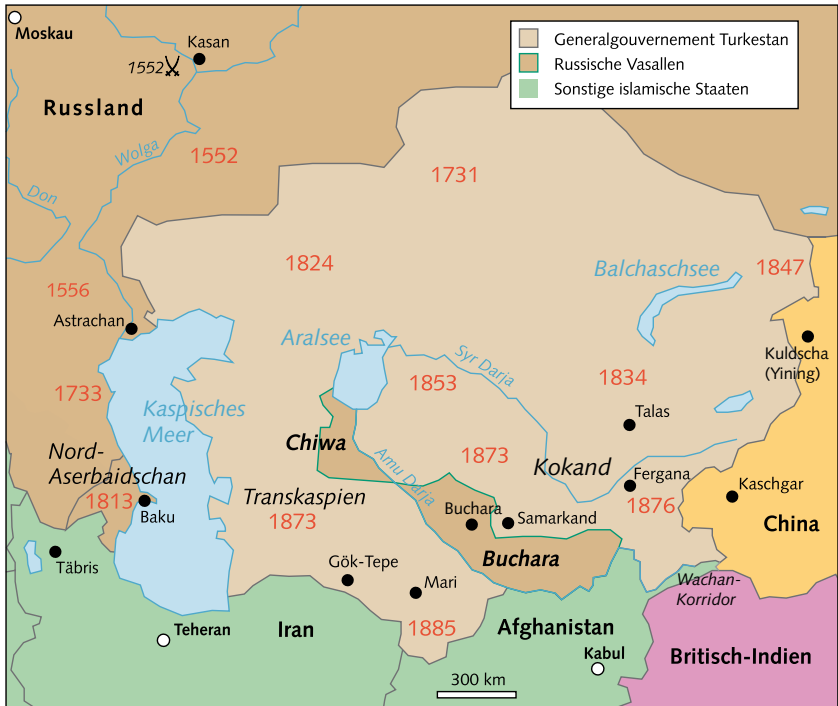 Moskau
Kasan
1552
Russland
Generalgouvernement Turkestan
Russische Vasallen
Sonstige islamische Staaten
Wolga
1552
1731
Don
1824
Balchaschsee
1847
1556
Astrachan
Aralsee
Syr Darja
Kuldscha
(Yining)
1733
1853
1834
Kaspisches
Meer
Talas
Chiwa
Nord-
Aserbaidschan
Amu Darja
1873
Kokand
Fergana
Kaschgar
1813
Baku
Transkaspien
1873
Buchara
Samarkand
1876
China
Täbris
Gök-Tepe
Buchara
Mari
Wachan-
Korridor
Teheran
Iran
1885
Afghanistan
Kabul
Britisch-Indien
300 km